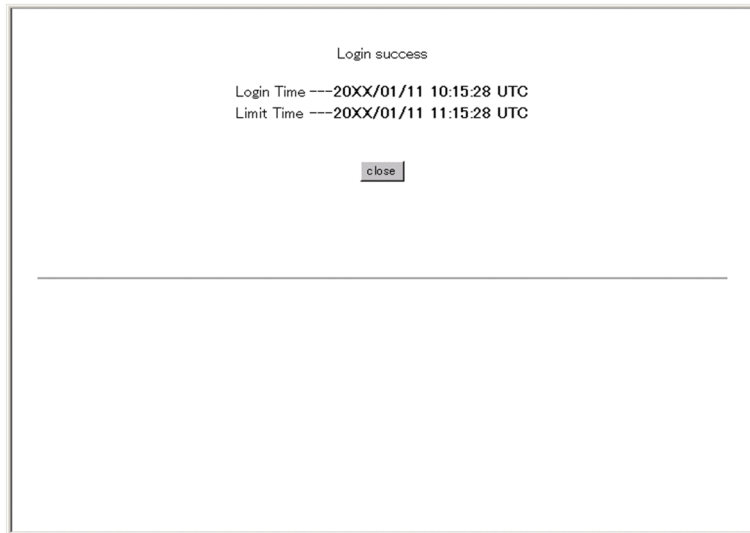 Login success
Login Time ---20XX/01/11 10:15:28 UTC
Limit Time ---20XX/01/11 11:15:28 UTC
close